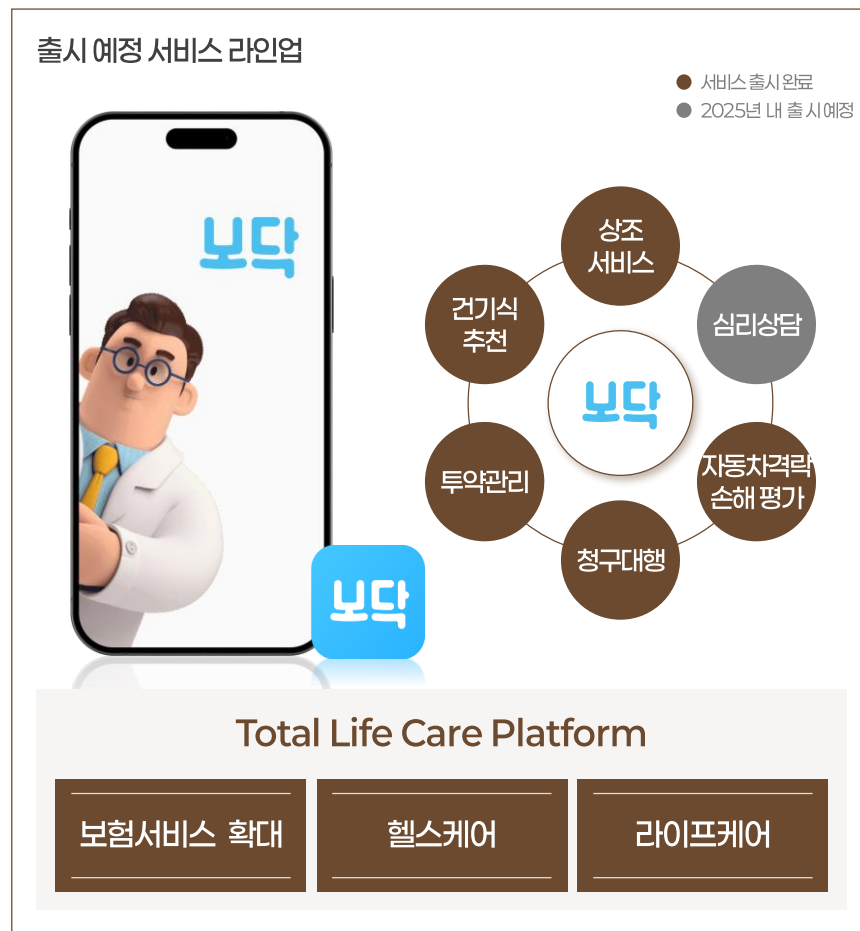 출시 예정 서비스 라인업
서비스 출시 완료
2025년 내 출 시 예정
보닥
상조
서비스
건기식
추천
심리상담
보닥
투약관리
자동차격락
손해 평가
청구대행
보닥
Total Life Care Platform
보험서비스 확대
헬스케어
라이프케어